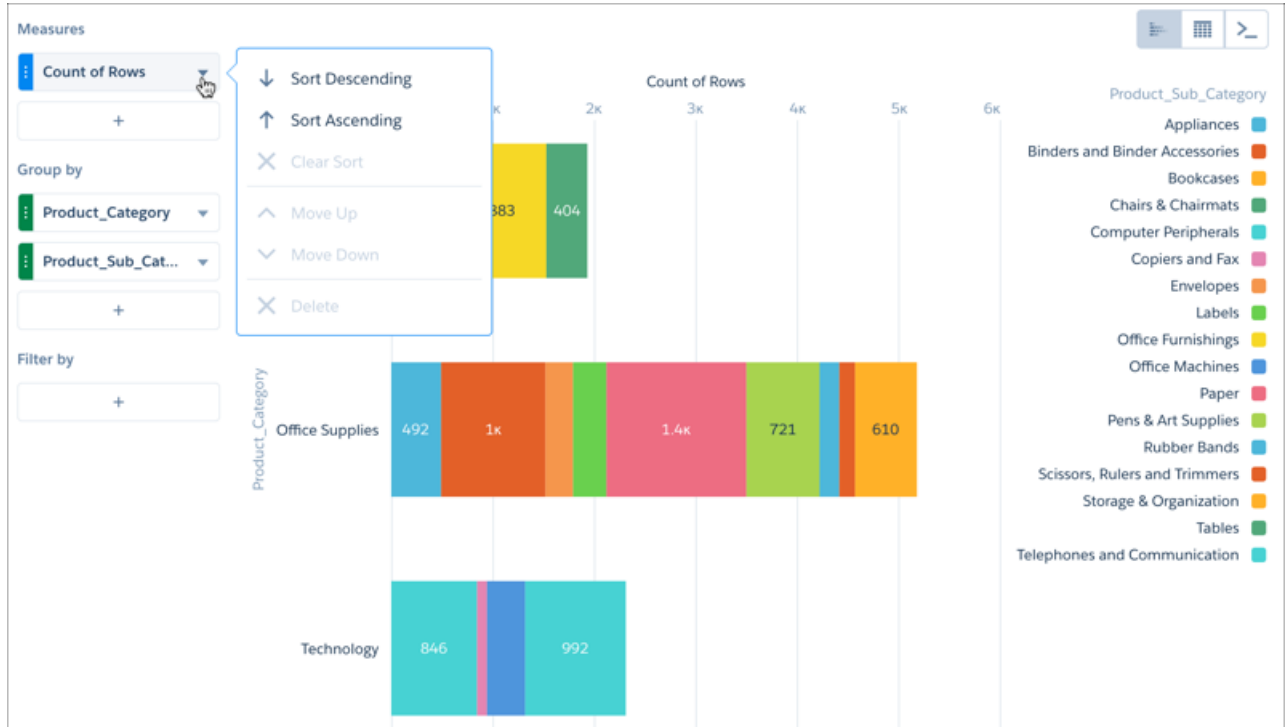 Measures
Count of Rows
+
Group by
Product_Category
Product_Sub_Cat...
+
Filter by
+
Sort Descending
Sort Ascending
Clear Sort
Move Up
Move Down
Delete
Count of Rows
2K 3K 4K 5K 6K
404
Product_Category
Office Supplies 492 1K 1.4K 721 610
Technology 846 992
Product_Sub_Category
Appliances
Binders and Binder Accessories
Bookcases
Chairs & Chairmats
Computer Peripherals
Copiers and Fax
Envelopes
Labels
Office Furnishings
Office Machines
Paper
Pens & Art Supplies
Rubber Bands
Scissors, Rulers and Trimmers
Storage & Organization
Tables
Telephones and Communication